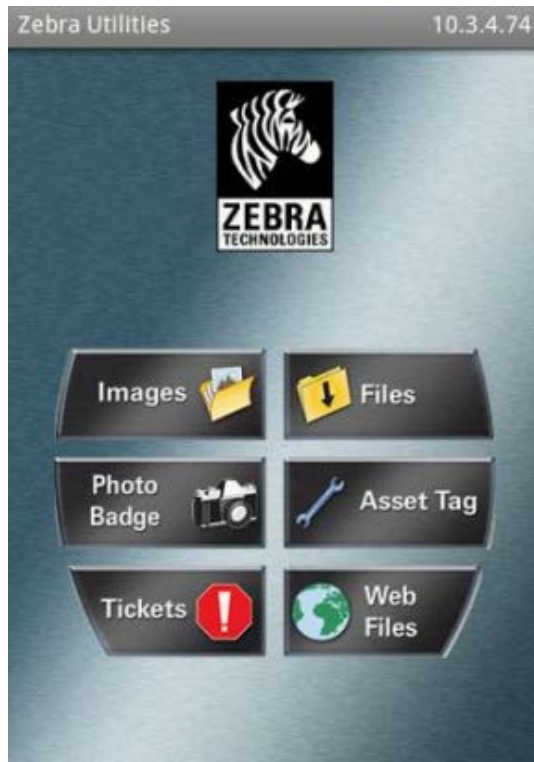 Zebra Utilities 10.3.4.74
ZEBRA
TECHNOLOGIES
Images Files
Photo
Badge
Asset Tag
Tickets
Web
Files